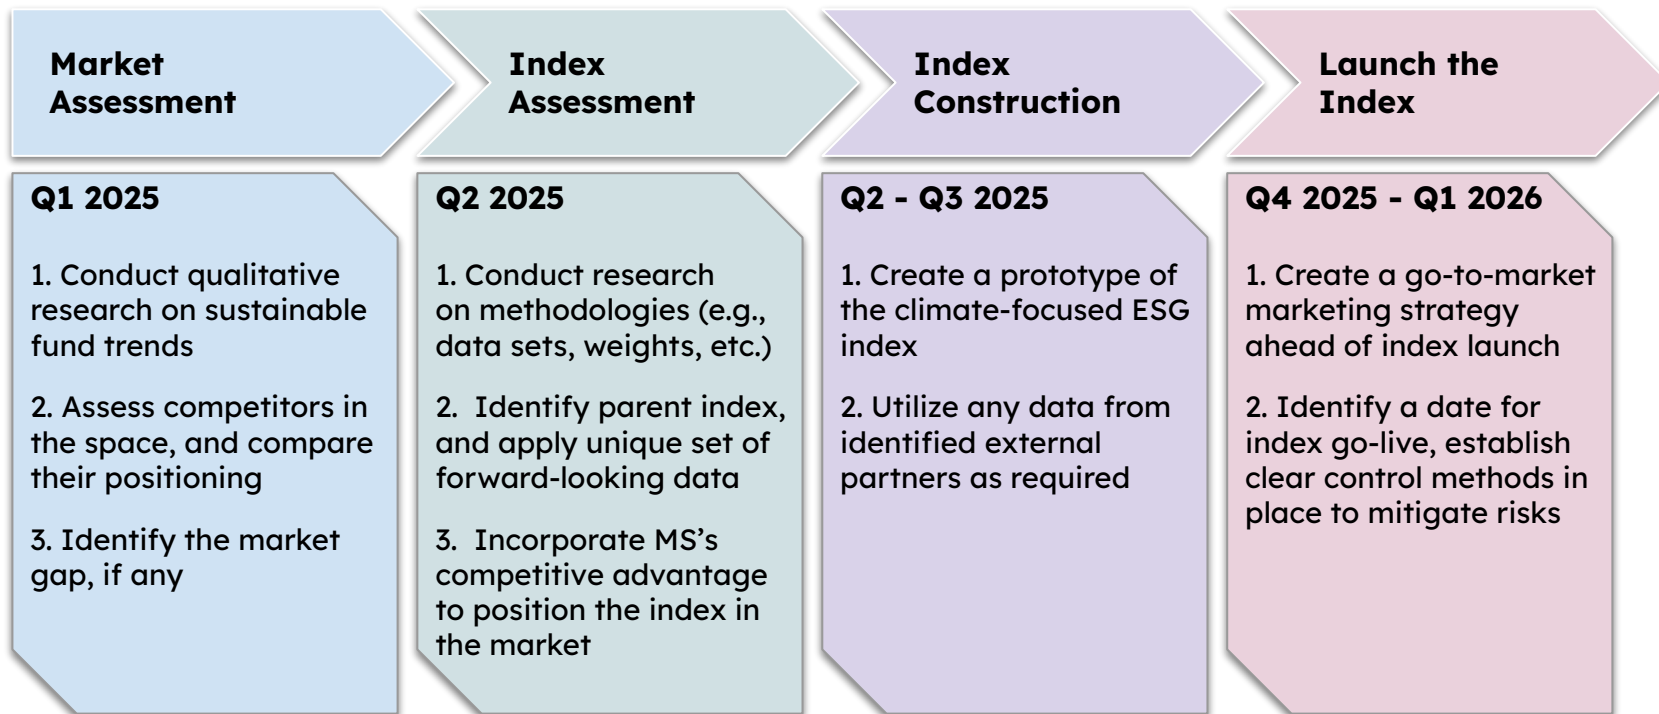 Market
Assessment
Index
Assessment
Index
Construction
Launch the
Index
Q1 2025
1. Conduct qualitative
research on sustainable
fund trends
2. Assess competitors in
the space, and compare
their positioning
3. Identify the market
gap, if any
Q2 2025
1. Conduct research
on methodologies (e.g.,
data sets, weights, etc.)
2.  Identify parent index,
and apply unique set of
forward-looking data
3.  Incorporate MS’s
competitive advantage
to position the index in
the market
Q2 - Q3 2025
1. Create a prototype of
the climate-focused ESG
index
2. Utilize any data from
identified external
partners as required
Q4 2025 - Q1 2026
1. Create a go-to-market
marketing strategy
ahead of index launch
2. Identify a date for
index go-live, establish
clear control methods in
place to mitigate risks